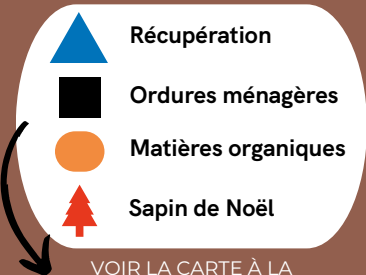 Récupération
Ordures ménagères
Matières organiques
Sapin de Noël
VOIR LA CARTE À LA